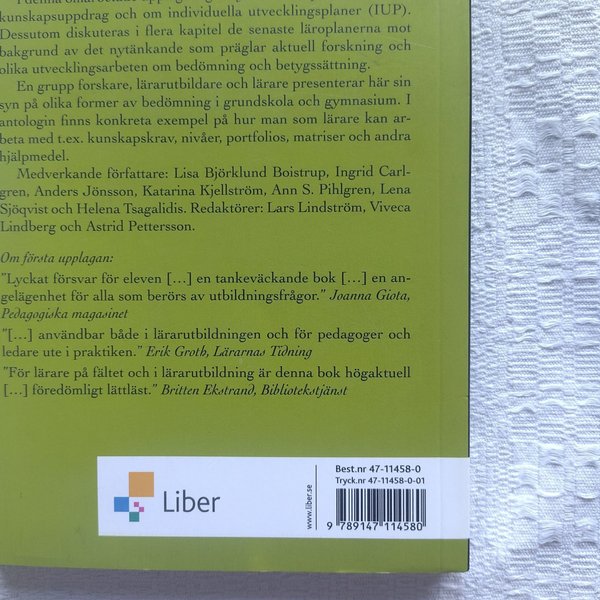 kunskapsuppdrag och om individuella utvecklingsplaner (IUP).
Dessutom diskuteras i flera kapitel de senaste läroplanerna mot
bakgrund av det nytänkande som präglar aktuell forskning och
olika utvecklingsarbeten om bedömning och betygssättning.
En grupp forskare, lärarutbildare och lärare presenterar här sin
syn på olika former av bedömning i grundskola och gymnasium. I
antologin finns konkreta exempel på hur man som lärare kan ar-
beta med t.ex. kunskapskrav, nivåer, portfolios, matriser och andra
hjälpmedel.
Medverkande författare: Lisa Björklund Boistrup, Ingrid Carl-
gren, Anders Jönsson, Katarina Kjellström, Ann S. Pihlgren, Lena
Sjöqvist och Helena Tsagalidis. Redaktörer: Lars Lindström, Viveca
Lindberg och Astrid Pettersson.
Om första upplagan:
”Lyckat försvar för eleven […] en tankeväckande bok […] en an-
gelägenhet för alla som berörs av utbildningsfrågor.” Joanna Giota,
Pedagogiska magasinet
”[…] användbar både i lärarutbildningen och för pedagoger och
ledare ute i praktiken.” Erik Groth, Lärarnas Tidning
”För lärare på fältet och i lärarutbildning är denna bok högaktuell
[…] föredömligt lättläst.” Britten Ekstrand, Bibliotekstjänst
Liber
www.liber.se
Best.nr 47-11458-0
Tryck.nr 47-11458-0-01
9 789147 114580